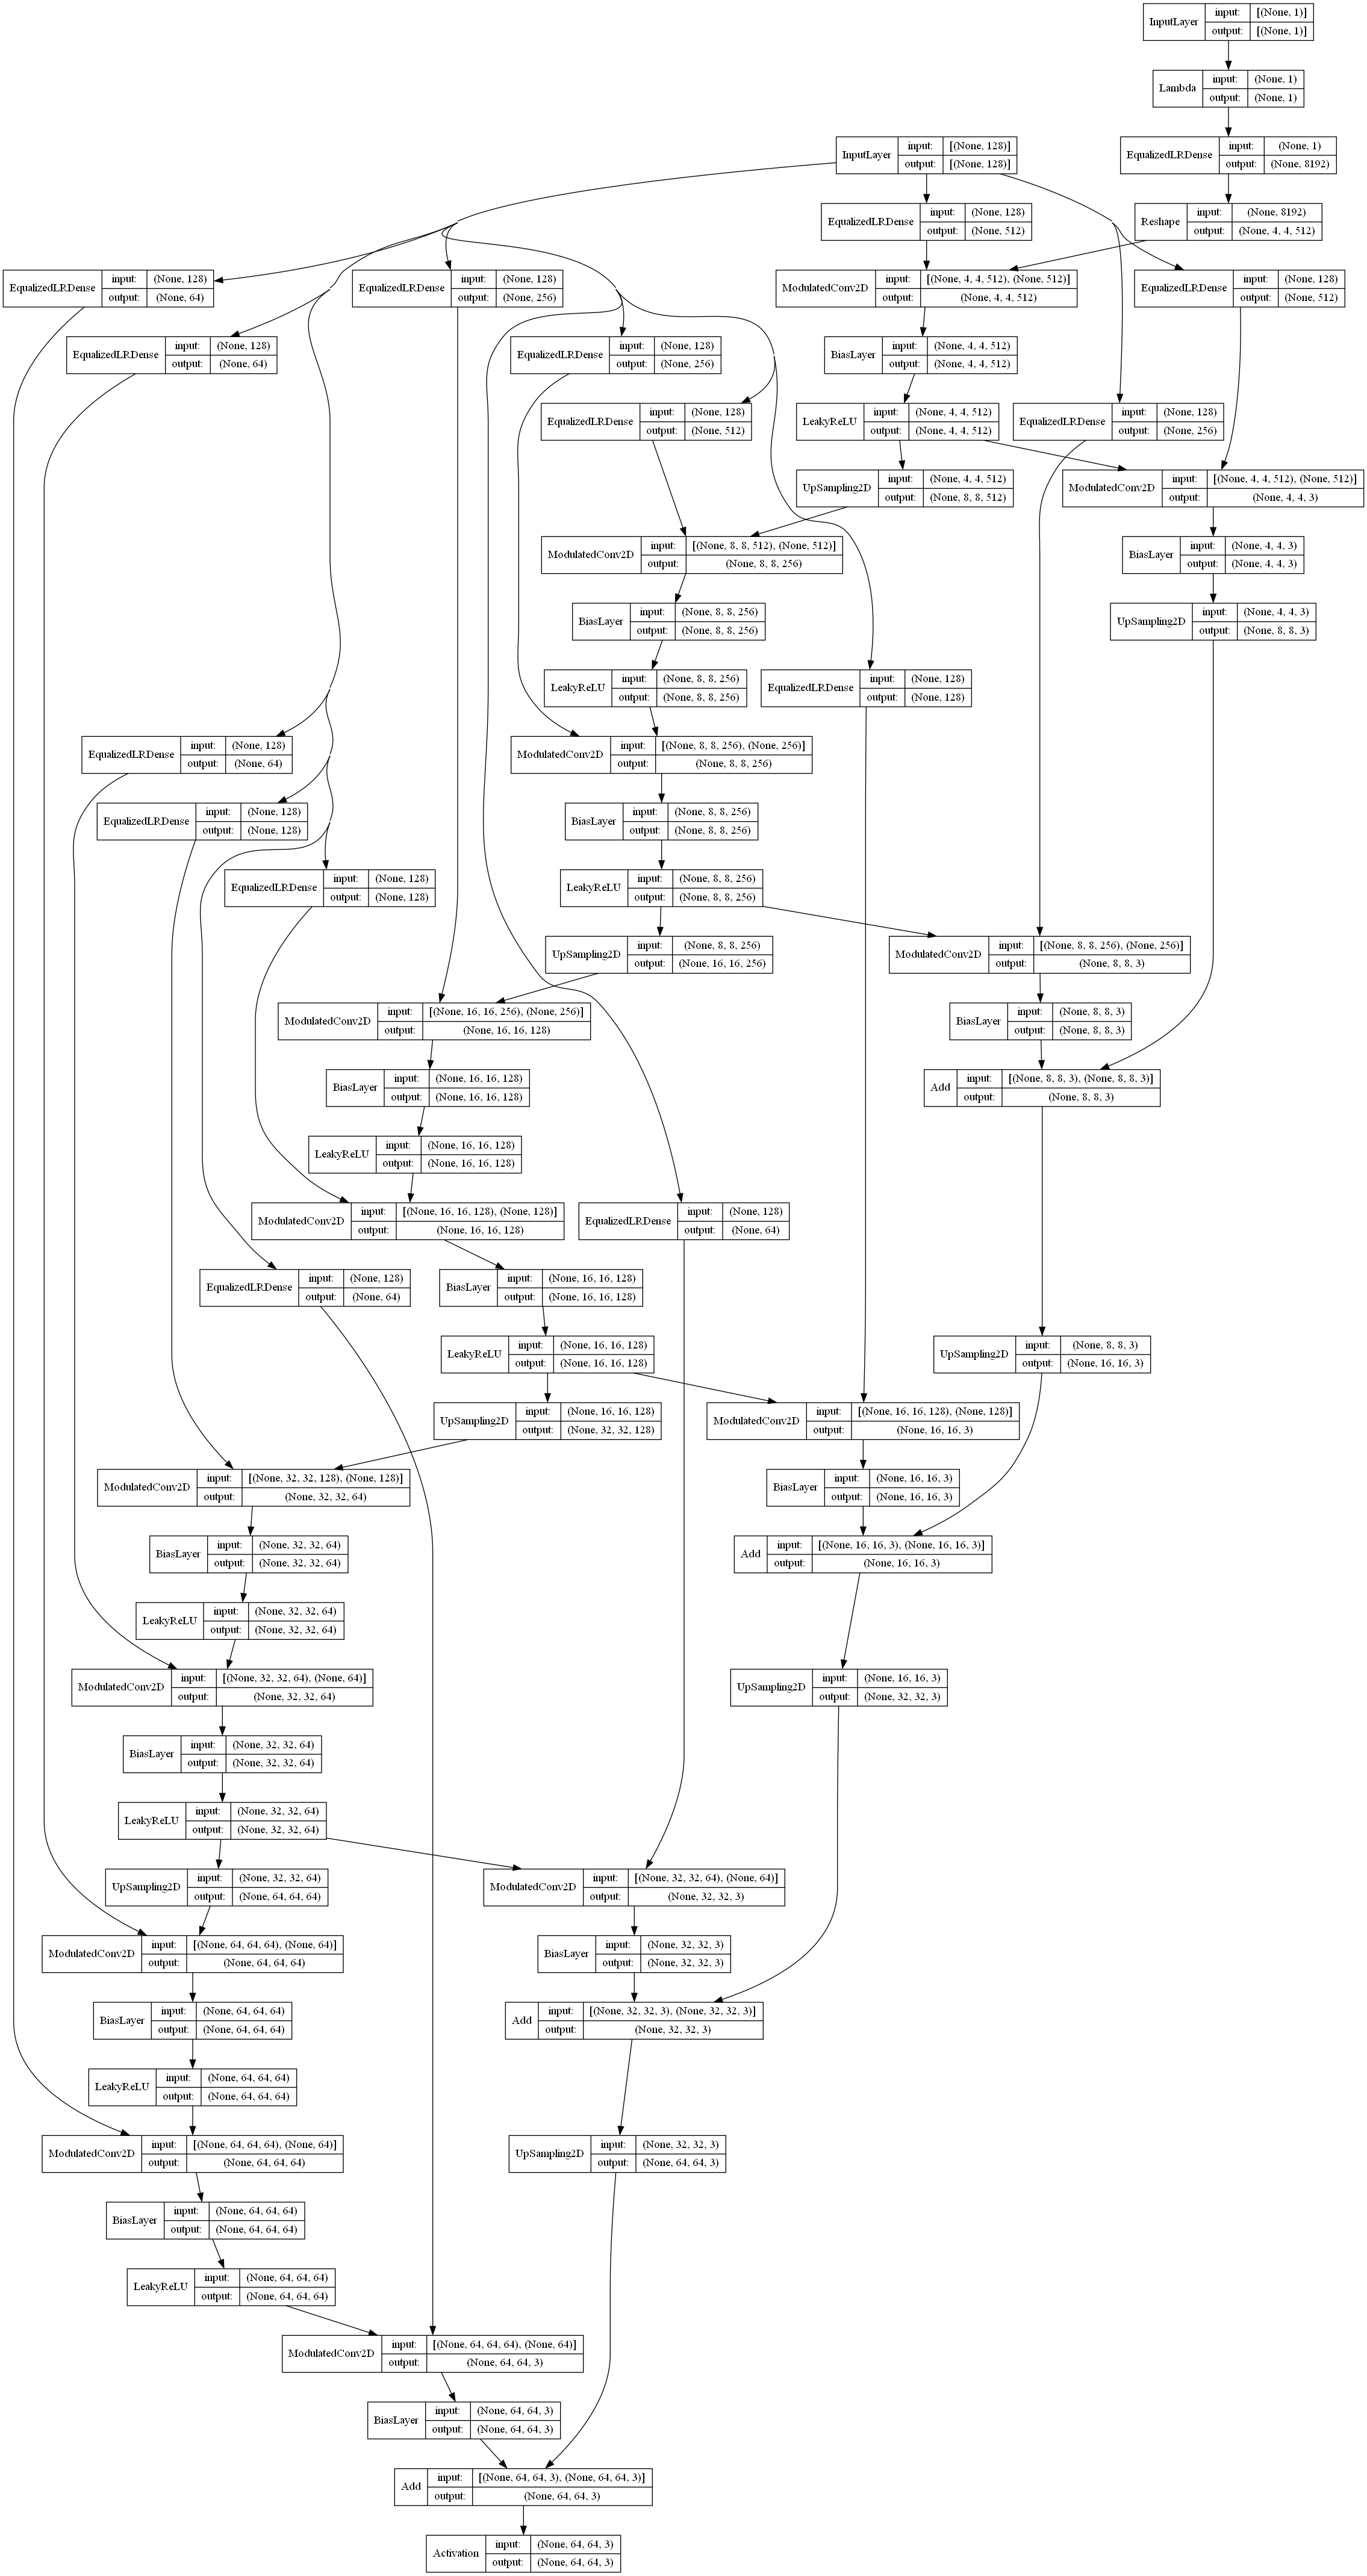 InputLayer input: [(None, 1)]
output: [(None, 1)]
Lambda input: (None, 1)
output: (None, 1)
InputLayer input: [(None, 128)]
output: [(None, 128)]
EqualizedLRDense input: (None, 1)
output: (None, 8192)
EqualizedLRDense input: (None, 128)
output: (None, 512)
Reshape input: (None, 8192)
output: (None, 4, 4, 512)
EqualizedLRDense input: (None, 128)
output: (None, 64)
EqualizedLRDense input: (None, 128)
output: (None, 256)
ModulatedConv2D input: [(None, 4, 4, 512), (None, 512)]
output: (None, 4, 4, 512)
EqualizedLRDense input: (None, 128)
output: (None, 512)
EqualizedLRDense input: (None, 128)
output: (None, 64)
EqualizedLRDense input: (None, 128)
output: (None, 256)
BiasLayer input: (None, 4, 4, 512)
output: (None, 4, 4, 512)
EqualizedLRDense input: (None, 128)
output: (None, 512)
LeakyReLU input: (None, 4, 4, 512)
output: (None, 4, 4, 512)
EqualizedLRDense input: (None, 128)
output: (None, 256)
UpSampling2D input: (None, 4, 4, 512)
output: (None, 8, 8, 512)
ModulatedConv2D input: [(None, 4, 4, 512), (None, 512)]
output: (None, 4, 4, 3)
ModulatedConv2D input: [(None, 8, 8, 512), (None, 512)]
output: (None, 8, 8, 256)
BiasLayer input: (None, 4, 4, 3)
output: (None, 4, 4, 3)
BiasLayer input: (None, 8, 8, 256)
output: (None, 8, 8, 256)
UpSampling2D input: (None, 4, 4, 3)
output: (None, 8, 8, 3)
LeakyReLU input: (None, 8, 8, 256)
output: (None, 8, 8, 256)
EqualizedLRDense input: (None, 128)
output: (None, 128)
EqualizedLRDense input: (None, 128)
output: (None, 64)
ModulatedConv2D input: [(None, 8, 8, 256), (None, 256)]
output: (None, 8, 8, 256)
EqualizedLRDense input: (None, 128)
output: (None, 128)
BiasLayer input: (None, 8, 8, 256)
output: (None, 8, 8, 256)
EqualizedLRDense input: (None, 128)
output: (None, 128)
LeakyReLU input: (None, 8, 8, 256)
output: (None, 8, 8, 256)
UpSampling2D input: (None, 8, 8, 256)
output: (None, 16, 16, 256)
ModulatedConv2D input: [(None, 8, 8, 256), (None, 256)]
output: (None, 8, 8, 3)
ModulatedConv2D input: [(None, 16, 16, 256), (None, 256)]
output: (None, 16, 16, 128)
BiasLayer input: (None, 8, 8, 3)
output: (None, 8, 8, 3)
BiasLayer input: (None, 16, 16, 128)
output: (None, 16, 16, 128)
Add input: [(None, 8, 8, 3), (None, 8, 8, 3)]
output: (None, 8, 8, 3)
LeakyReLU input: (None, 16, 16, 128)
output: (None, 16, 16, 128)
ModulatedConv2D input: [(None, 16, 16, 128), (None, 128)]
output: (None, 16, 16, 128)
EqualizedLRDense input: (None, 128)
output: (None, 64)
EqualizedLRDense input: (None, 128)
output: (None, 64)
BiasLayer input: (None, 16, 16, 128)
output: (None, 16, 16, 128)
LeakyReLU input: (None, 16, 16, 128)
output: (None, 16, 16, 128)
UpSampling2D input: (None, 8, 8, 3)
output: (None, 16, 16, 3)
UpSampling2D input: (None, 16, 16, 128)
output: (None, 32, 32, 128)
ModulatedConv2D input: [(None, 16, 16, 128), (None, 128)]
output: (None, 16, 16, 3)
ModulatedConv2D input: [(None, 32, 32, 128), (None, 128)]
output: (None, 32, 32, 64)
BiasLayer input: (None, 16, 16, 3)
output: (None, 16, 16, 3)
BiasLayer input: (None, 32, 32, 64)
output: (None, 32, 32, 64)
Add input: [(None, 16, 16, 3), (None, 16, 16, 3)]
output: (None, 16, 16, 3)
LeakyReLU input: (None, 32, 32, 64)
output: (None, 32, 32, 64)
ModulatedConv2D input: [(None, 32, 32, 64), (None, 64)]
output: (None, 32, 32, 64)
UpSampling2D input: (None, 16, 16, 3)
output: (None, 32, 32, 3)
BiasLayer input: (None, 32, 32, 64)
output: (None, 32, 32, 64)
LeakyReLU input: (None, 32, 32, 64)
output: (None, 32, 32, 64)
UpSampling2D input: (None, 32, 32, 64)
output: (None, 64, 64, 64)
ModulatedConv2D input: [(None, 32, 32, 64), (None, 64)]
output: (None, 32, 32, 3)
ModulatedConv2D input: [(None, 64, 64, 64), (None, 64)]
output: (None, 64, 64, 64)
BiasLayer input: (None, 32, 32, 3)
output: (None, 32, 32, 3)
BiasLayer input: (None, 64, 64, 64)
output: (None, 64, 64, 64)
Add input: [(None, 32, 32, 3), (None, 32, 32, 3)]
output: (None, 32, 32, 3)
LeakyReLU input: (None, 64, 64, 64)
output: (None, 64, 64, 64)
ModulatedConv2D input: [(None, 64, 64, 64), (None, 64)]
output: (None, 64, 64, 64)
UpSampling2D input: (None, 32, 32, 3)
output: (None, 64, 64, 3)
BiasLayer input: (None, 64, 64, 64)
output: (None, 64, 64, 64)
LeakyReLU input: (None, 64, 64, 64)
output: (None, 64, 64, 64)
ModulatedConv2D input: [(None, 64, 64, 64), (None, 64)]
output: (None, 64, 64, 3)
BiasLayer input: (None, 64, 64, 3)
output: (None, 64, 64, 3)
Add input: [(None, 64, 64, 3), (None, 64, 64, 3)]
output: (None, 64, 64, 3)
Activation input: (None, 64, 64, 3)
output: (None, 64, 64, 3)